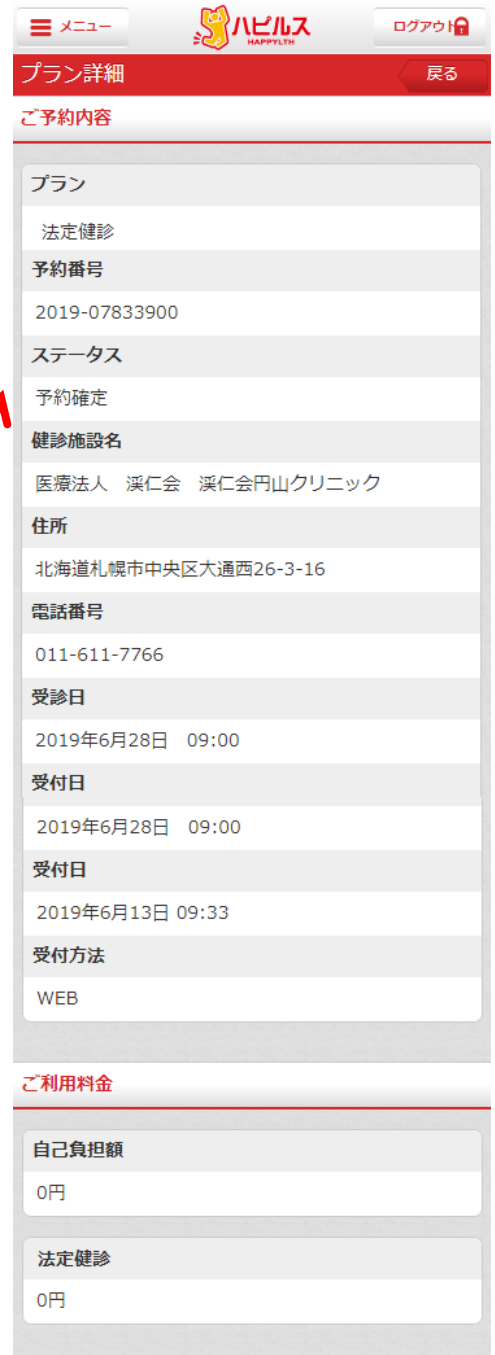 メニュー
ハピルス
HAPPYLTH
ログアウト
プラン詳細
戻る
ご予約内容
プラン
法定健診
予約番号
2019-07833900
ステータス
予約確定
健診施設名
医療法人　渓仁会　渓仁会円山クリニック
住所
北海道札幌市中央区大通西26-3-16
電話番号
011-611-7766
受診日
2019年6月28日　09:00
受付日
2019年6月28日　09:00
受付日
2019年6月13日 09:33
受付方法
WEB
ご利用料金
自己負担額
0円
法定健診
0円